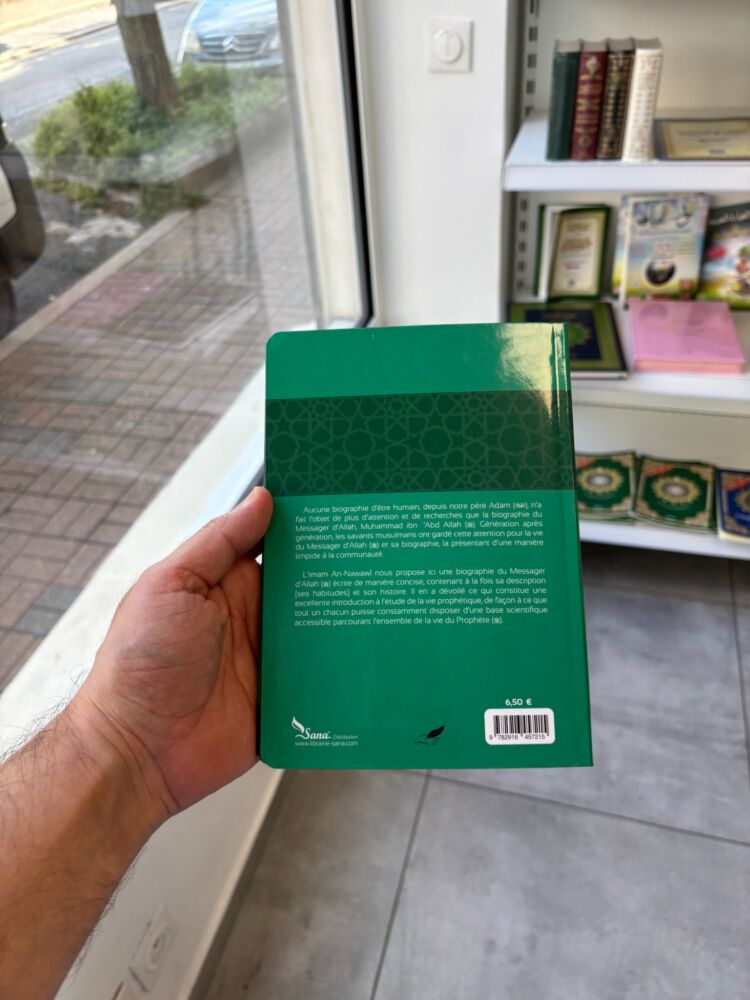 Aucune biographie d'être humain, depuis notre père Adam (ﷺ), n'a
fait l'objet de plus d'attention et de recherches que la biographie du
Messager d'Allah, Muhammad ibn 'Abd Allah (ﷺ). Génération après
génération, les savants musulmans ont gardé cette attention pour la vie
du Messager d'Allah (ﷺ) et sa biographie, la présentant d'une manière
limpide à la communauté.
L'imam An-Nawawî nous propose ici une biographie du Messager
d'Allah (ﷺ) écrite de manière concise, contenant à la fois sa description
[ses habitudes] et son histoire. Il en a dévoilé ce qui constitue une
excellente introduction à l'étude de la vie prophétique, de façon à ce que
tout un chacun puisse constamment disposer d'une base scientifique
accessible parcourant l'ensemble de la vie du Prophète (ﷺ).
6,50 €
Sana Distribution
www.librairie-sana.com
9 782916 457215